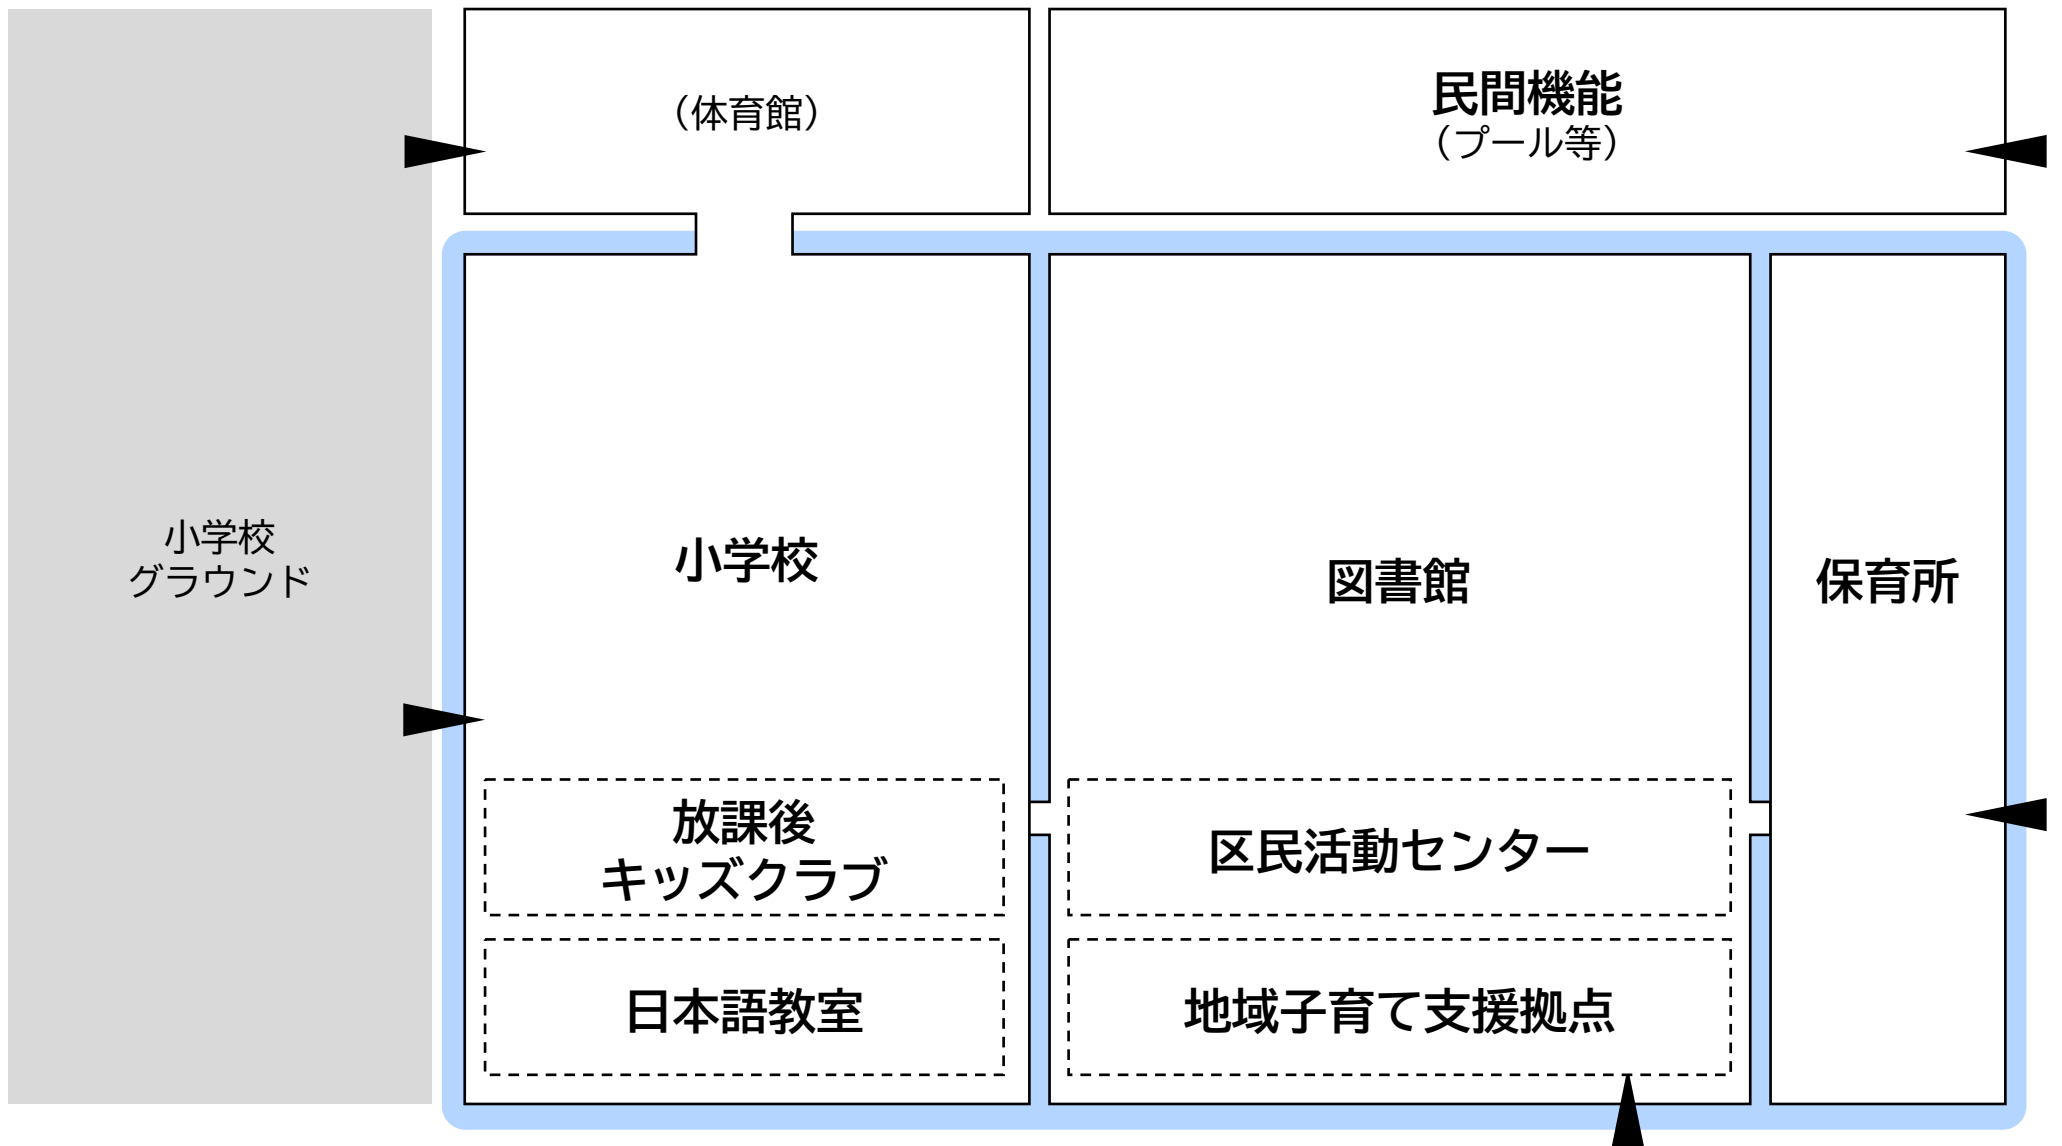 （体育館）
民間機能
（プール等）
小学校
グラウンド
小学校
図書館
保育所
放課後
キッズクラブ
区民活動センター
日本語教室
地域子育て支援拠点